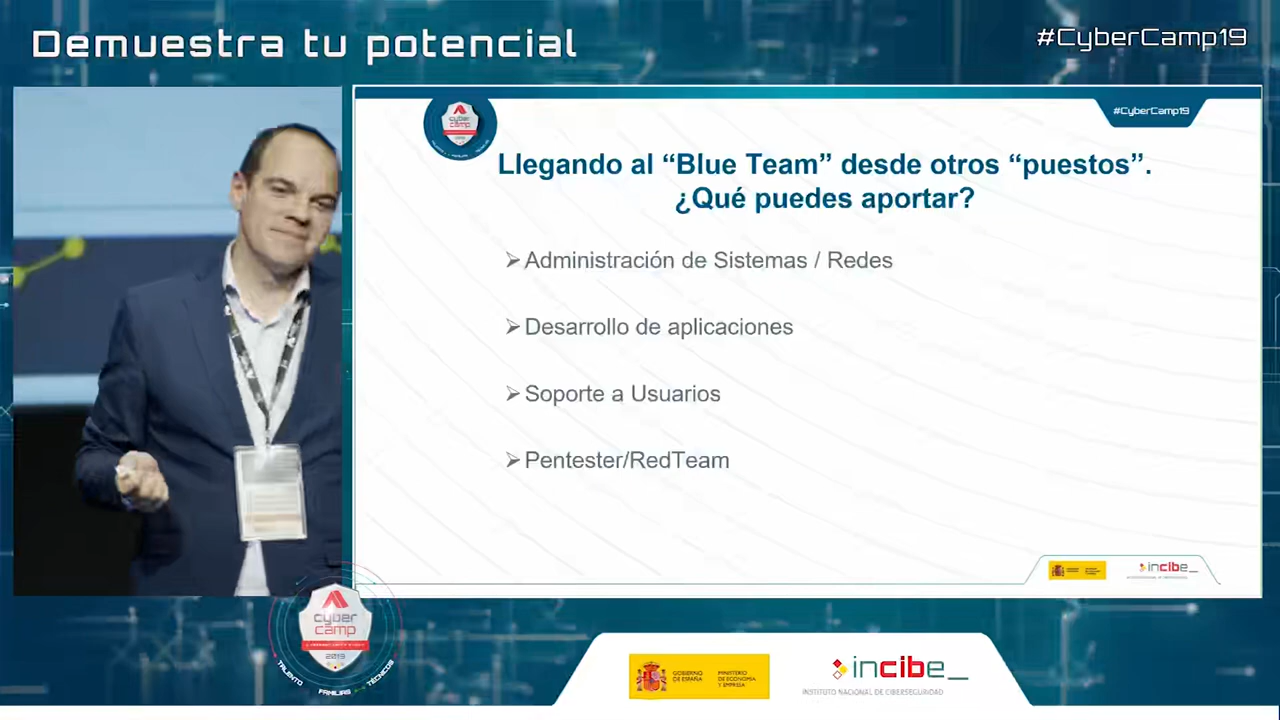 Demuestra tu potencial
#CyberCamp19
#CyberCamp19
cyber
camp
Llegando al “Blue Team” desde otros “puestos”.
¿Qué puedes aportar?
➢Administración de Sistemas / Redes
➢Desarrollo de aplicaciones
➢Soporte a Usuarios
➢Pentester/RedTeam
incibe_
cyber
camp
2019
TALENTO
FAMILIAS
TÉCNICOS
GOBIERNO
DE ESPAÑA
MINISTERIO
DE ECONOMÍA
Y EMPRESA
incibe_
INSTITUTO NACIONAL DE CIBERSEGURIDAD